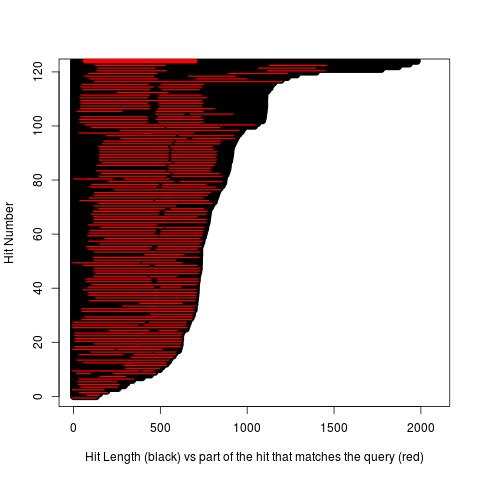 120
100
80
60
40
20
0
Hit Number
0 500 1000 1500 2000
Hit Length (black) vs part of the hit that matches the query (red)